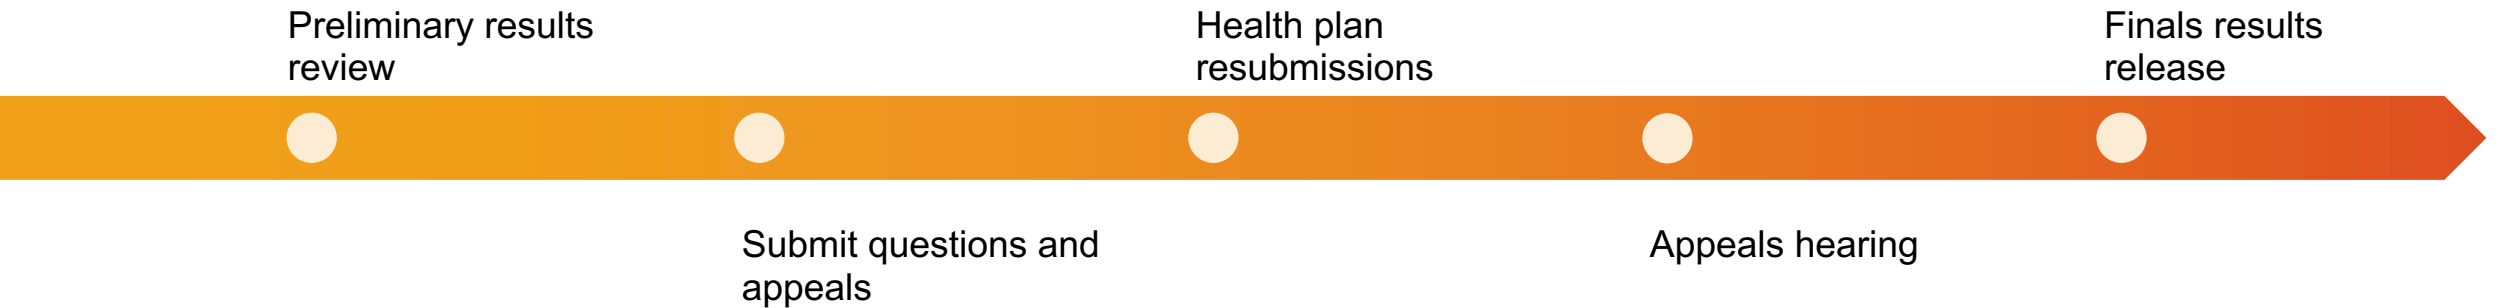 Preliminary results
review
Submit questions and
appeals
Health plan
resubmissions
Appeals hearing
Finals results
release